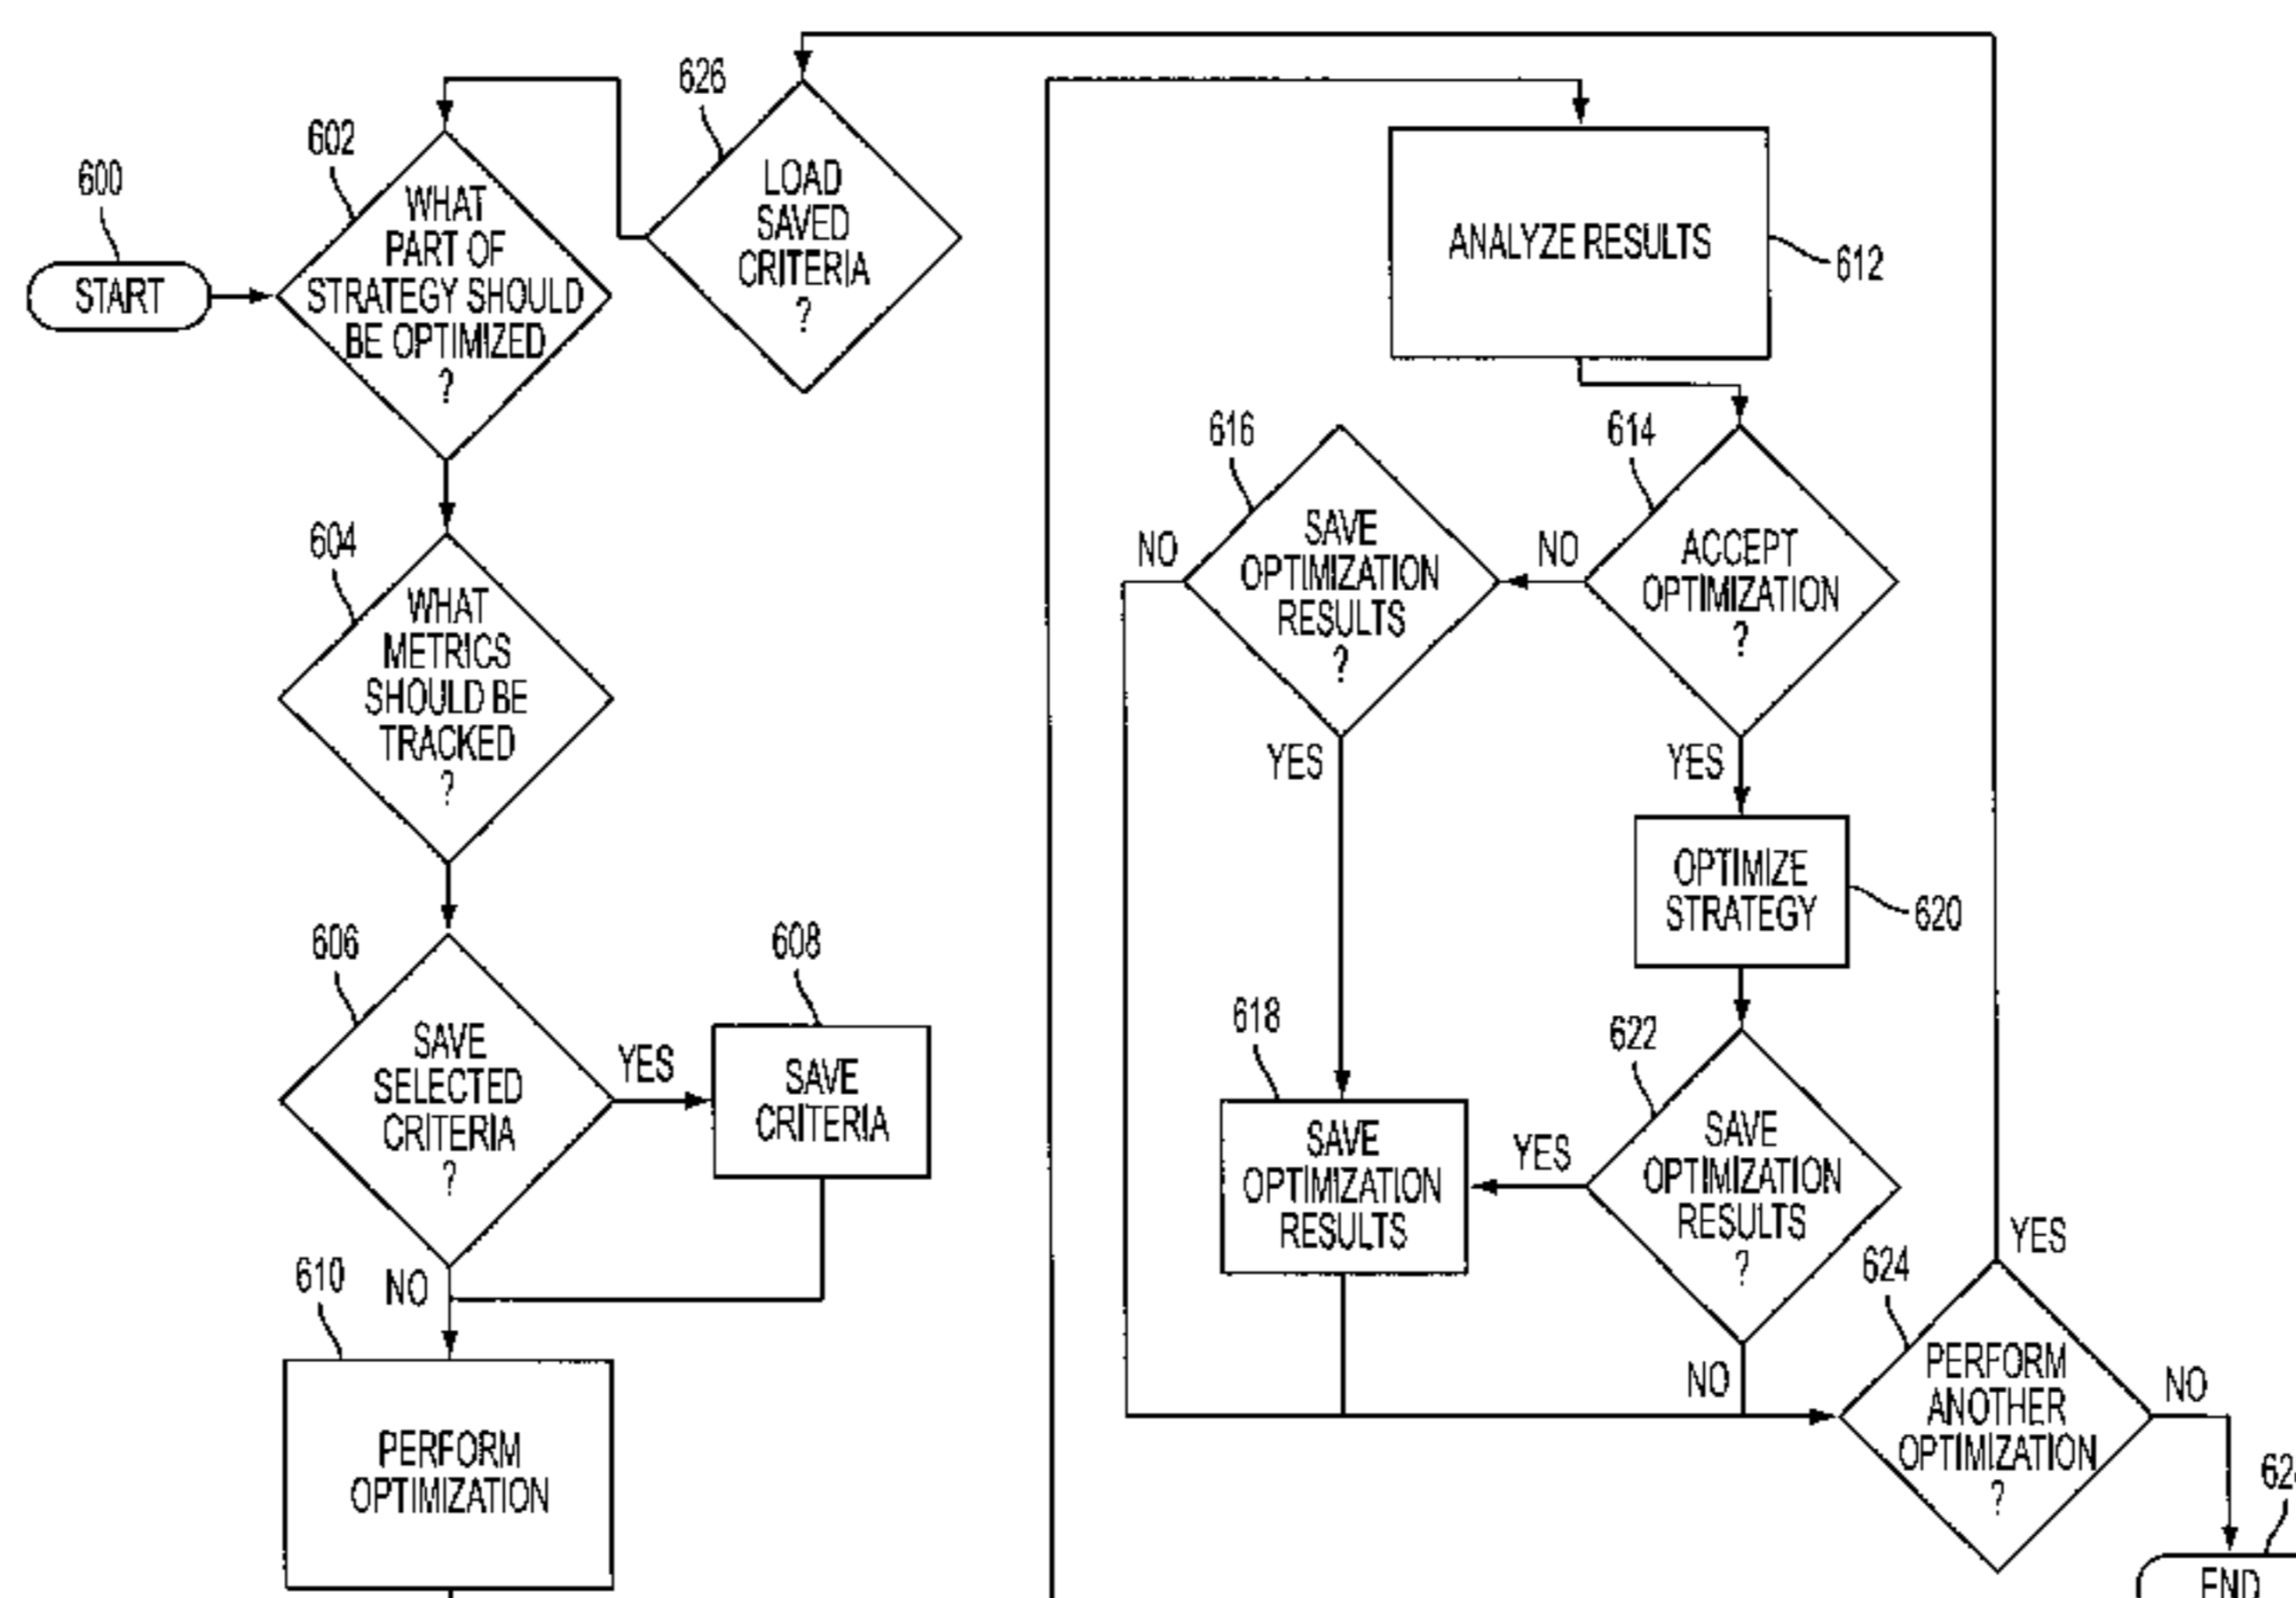 600
START
602
WHAT
PART OF
STRATEGY SHOULD
BE OPTIMIZED
?
626
LOAD
SAVED
CRITERIA
?
604
WHAT
METRICS
SHOULD BE
TRACKED
?
606
SAVE
SELECTED
CRITERIA
?
YES
608
SAVE
CRITERIA
NO
610
PERFORM
OPTIMIZATION
ANALYZE RESULTS
612
614
ACCEPT
OPTIMIZATION
?
NO
616
SAVE
OPTIMIZATION
RESULTS
?
NO
YES
618
SAVE
OPTIMIZATION
RESULTS
YES
OPTIMIZE
STRATEGY
620
622
SAVE
OPTIMIZATION
RESULTS
?
YES
NO
624
PERFORM
ANOTHER
OPTIMIZATION
?
YES
NO
END